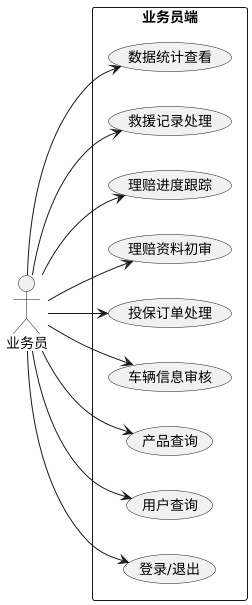 业务员端
数据统计查看
救援记录处理
理赔进度跟踪
理赔资料初审
投保订单处理
业务员
车辆信息审核
产品查询
用户查询
登录/退出